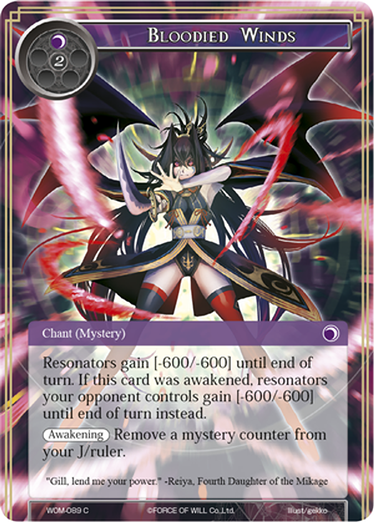 Bloodied Winds
2
Chant (Mystery)
Resonators gain [-600/-600] until end of
turn. If this card was awakened, resonators
your opponent controls gain [-600/-600]
until end of turn instead.
Awakening Remove a mystery counter from
your J/ruler.
"Gill, lend me your power." -Reiya, Fourth Daughter of the Mikage
WOM-089 C ©FORCE OF WILL Co.,Ltd. Illust/gekko